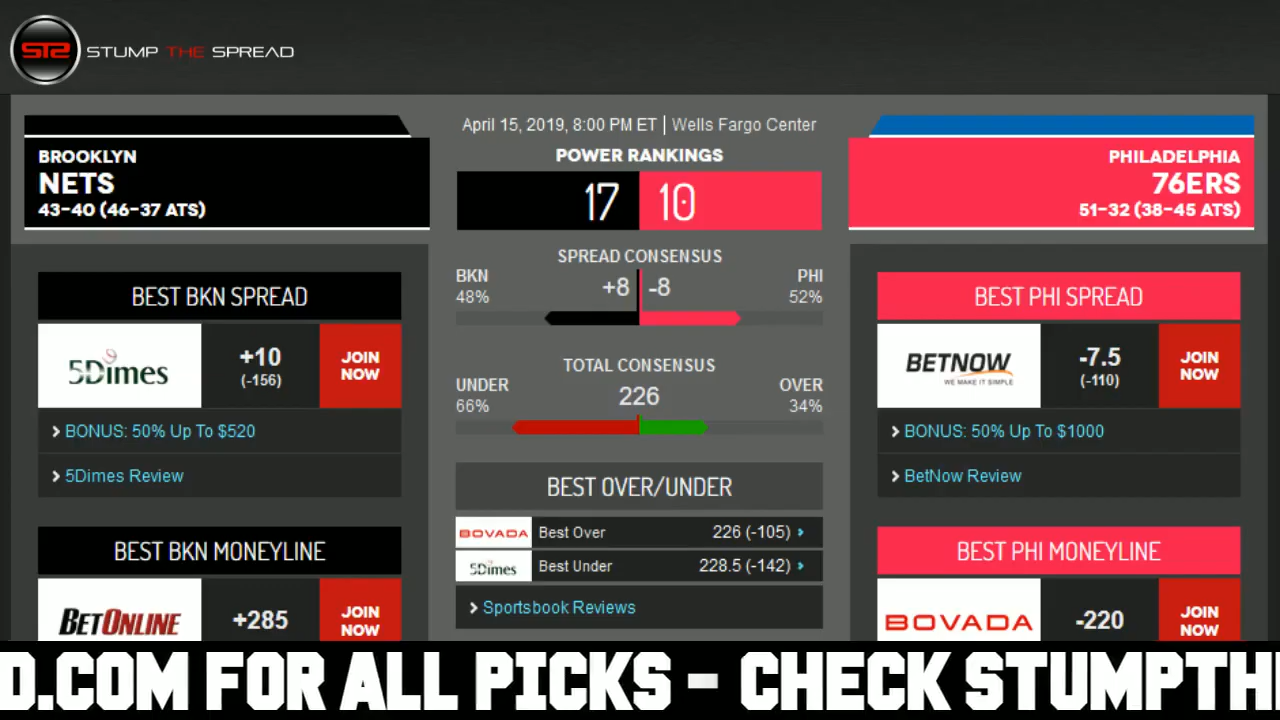 STS STUMP THE SPREAD
BROOKLYN
NETS
43-40 (46-37 ATS)
April 15, 2019, 8:00 PM ET | Wells Fargo Center
POWER RANKINGS
17 10
PHILADELPHIA
76ERS
51-32 (38-45 ATS)
BEST BKN SPREAD
5Dimes
+10
(-156)
JOIN
NOW
> BONUS: 50% Up To $520
> 5Dimes Review
BEST BKN MONEYLINE
BETONLINE
+285
JOIN
NOW
SPREAD CONSENSUS
BKN
48%
+8 -8
PHI
52%
TOTAL CONSENSUS
UNDER
66%
226
OVER
34%
BEST OVER/UNDER
BOVADA Best Over 226 (-105) >
5Dimes Best Under 228.5 (-142) >
> Sportsbook Reviews
BEST PHI SPREAD
BETNOW
WE MAKE IT SIMPLE
-7.5
(-110)
JOIN
NOW
> BONUS: 50% Up To $1000
> BetNow Review
BEST PHI MONEYLINE
BOVADA
-220
JOIN
NOW
D.COM FOR ALL PICKS - CHECK STUMPTH